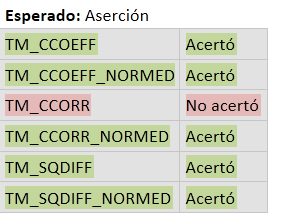 Esperado: Aserción
TM_CCOEFF Acertó
TM_CCOEFF_NORMED Acertó
TM_CCORR No acertó
TM_CCORR_NORMED Acertó
TM_SQDIFF Acertó
TM_SQDIFF_NORMED Acertó